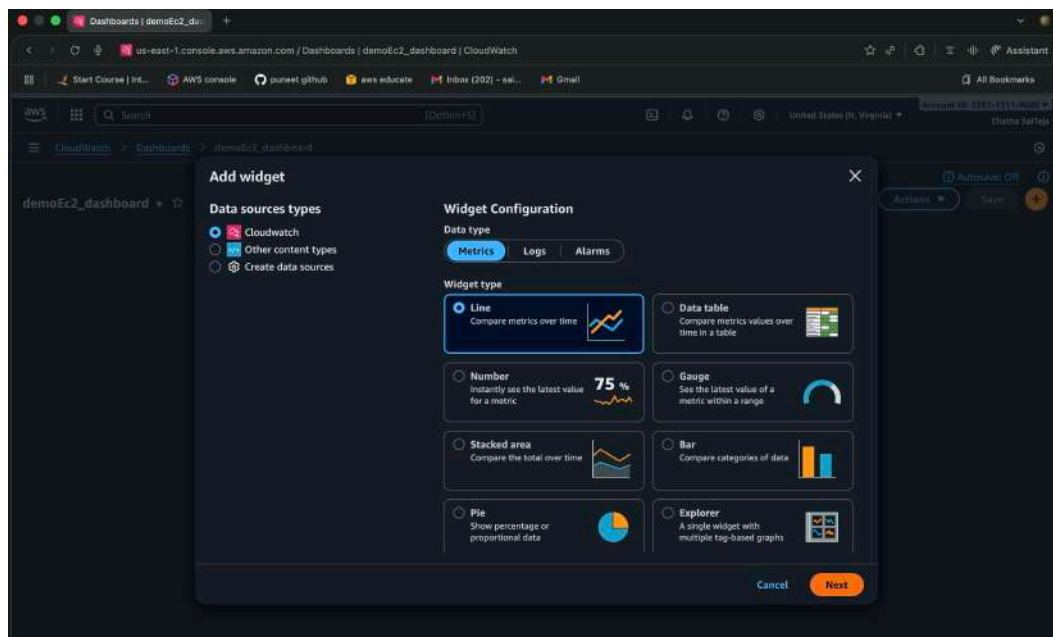 Dashboards | demoEc2_da
us-east-1.console.aws.amazon.com / Dashboards | demoEc2_dashboard | CloudWatch
Assistant
Start Course | Int...
AWS console
puneet github
aws educate
Inbox (202) - sai...
Gmail
All Bookmarks
aws
Search
[Option+S]
United States (N. Virginia)
Chatha SaiTeja
CloudWatch > Dashboards > demoEc2_dashboard
Autosave: Off
demoEc2_dashboard
Actions
Save
Add widget
Data sources types
Cloudwatch
Other content types
Create data sources
Widget Configuration
Data type
Metrics
Logs
Alarms
Widget type
Line
Compare metrics over time
Data table
Compare metrics values over
time in a table
Number
Instantly see the latest value
for a metric
75 %
Gauge
See the latest value of a
metric within a range
Stacked area
Compare the total over time
Bar
Compare categories of data
Pie
Show percentage or
proportional data
Explorer
A single widget with
multiple tag-based graphs
Cancel
Next